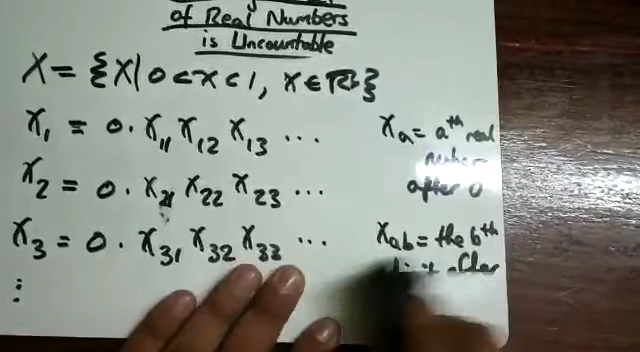 of Real Numbers
is Uncountable
X = {x | 0 < x < 1, x ∈ ℝ}
x₁ = 0. x₁₁ x₁₂ x₁₃ ...
xₐ = aᵗʰ real
after 0
x₂ = 0. x₂₁ x₂₂ x₂₃ ...
x₃ = 0. x₃₁ x₃₂ x₃₃ ...
xₐb = the bᵗʰ
after
⋮